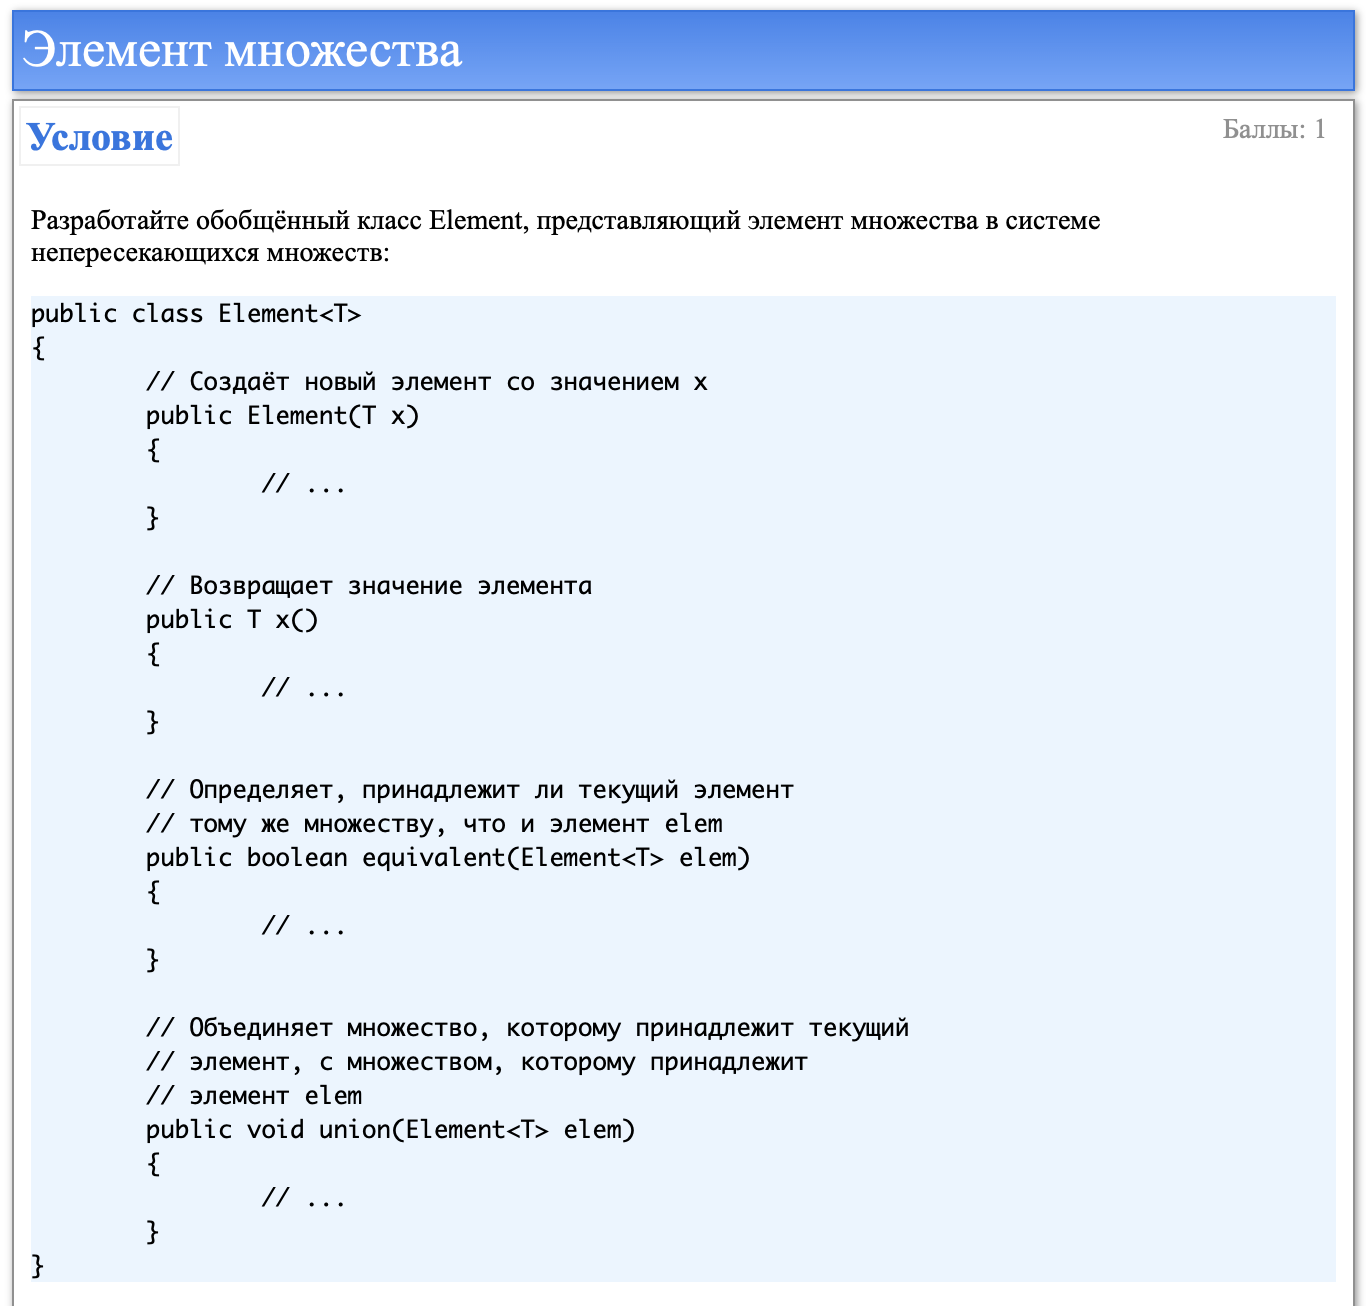 Элемент множества
Условие
Баллы: 1
Разработайте обобщённый класс Element, представляющий элемент множества в системе
непересекающихся множеств:
public class Element<T>
{
        // Создаёт новый элемент со значением x
        public Element(T x)
        {
                // ...
        }

        // Возвращает значение элемента
        public T x()
        {
                // ...
        }

        // Определяет, принадлежит ли текущий элемент
        // тому же множеству, что и элемент elem
        public boolean equivalent(Element<T> elem)
        {
                // ...
        }

        // Объединяет множество, которому принадлежит текущий
        // элемент, с множеством, которому принадлежит
        // элемент elem
        public void union(Element<T> elem)
        {
                // ...
        }
}